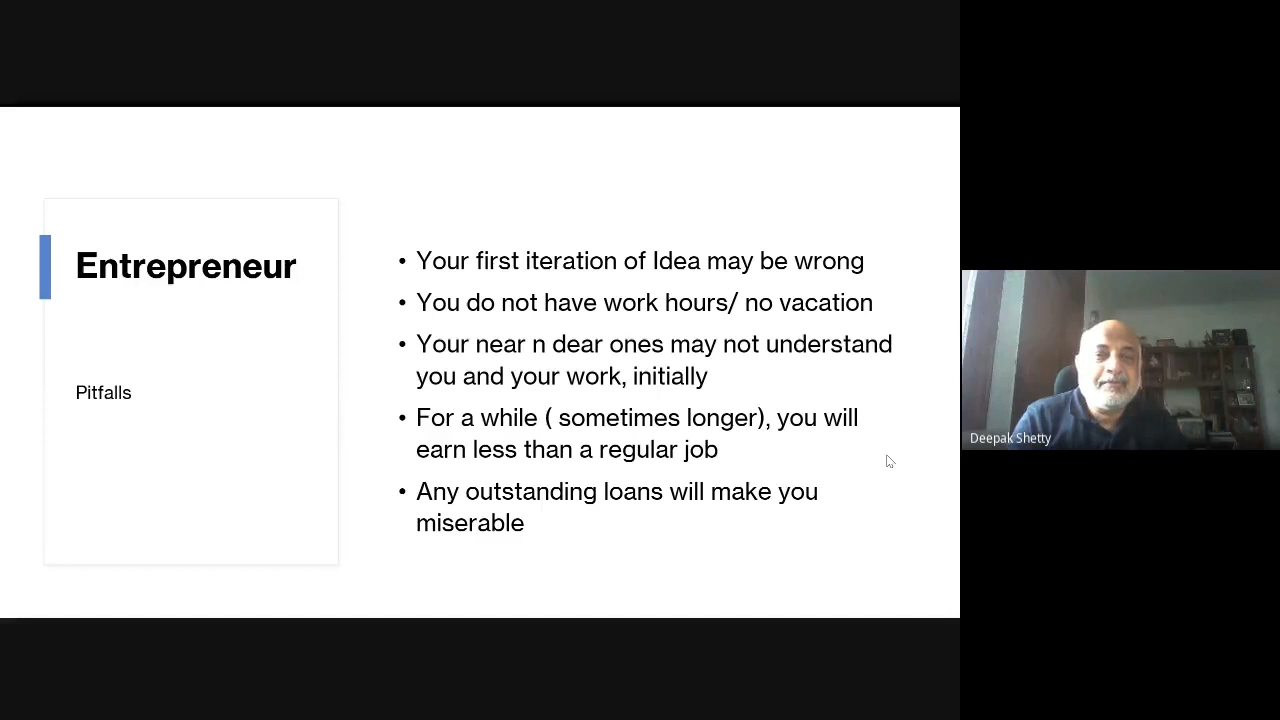 Entrepreneur
Pitfalls
• Your first iteration of Idea may be wrong
• You do not have work hours/ no vacation
• Your near n dear ones may not understand
you and your work, initially
• For a while ( sometimes longer), you will
earn less than a regular job
• Any outstanding loans will make you
miserable
Deepak Shetty